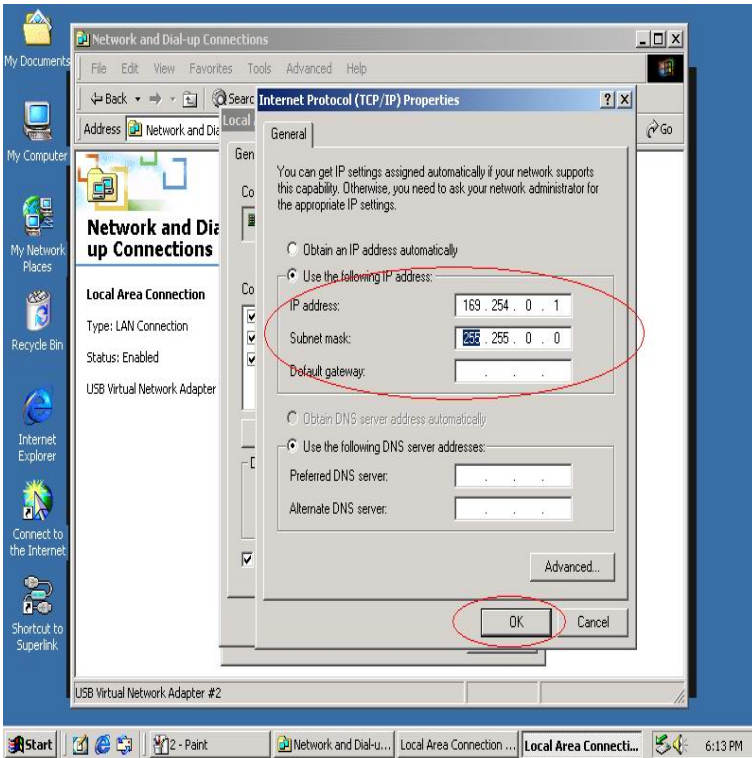 My Documents
My Computer
My Network
Places
Recycle Bin
Internet
Explorer
Connect to
the Internet
Shortcut to
Superlink
Network and Dial-up Connections
File Edit View Favorites Tools Advanced Help
Back
Searc
Address Network and Dia
Go
Network and Dia
up Connections
Local Area Connection
Type: LAN Connection
Status: Enabled
USB Virtual Network Adapter
USB Virtual Network Adapter #2
Local
Gen
Co
Co
Internet Protocol (TCP/IP) Properties
General
You can get IP settings assigned automatically if your network supports
this capability. Otherwise, you need to ask your network administrator for
the appropriate IP settings.
Obtain an IP address automatically
Use the following IP address:
IP address: 169 . 254 . 0 . 1
Subnet mask: 255 . 255 . 0 . 0
Default gateway: . . .
Obtain DNS server address automatically
Use the following DNS server addresses:
Preferred DNS server: . . .
Alternate DNS server: . . .
Advanced...
OK Cancel
Start
2 - Paint
Network and Dial-u...
Local Area Connection ...
Local Area Connecti...
6:13 PM